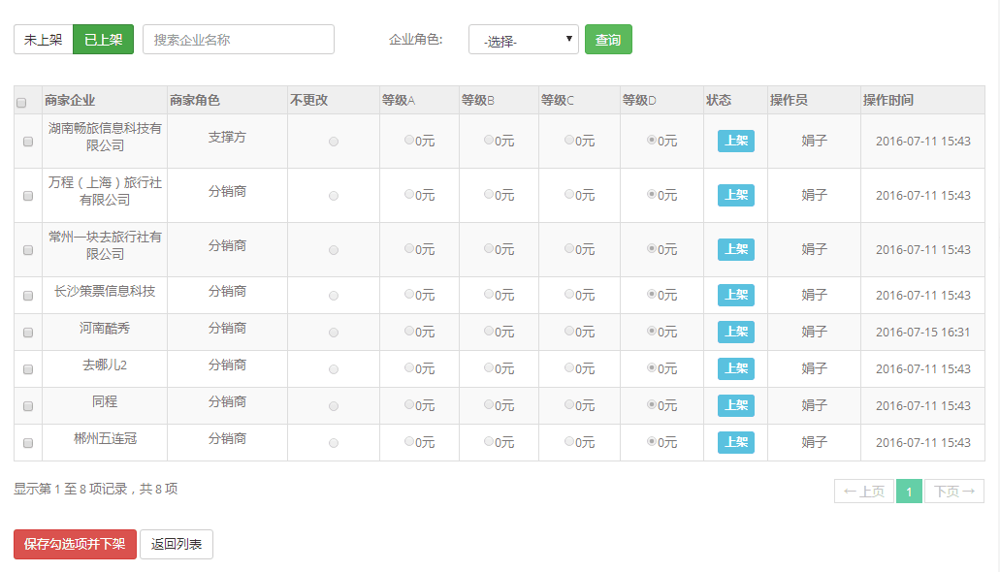 未上架 已上架 搜索企业名称 企业角色: -选择- 查询
商家企业 商家角色 不更改 等级A 等级B 等级C 等级D 状态 操作员 操作时间
湖南畅旅信息科技有限公司 支撑方 0元 0元 0元 0元 上架 娟子 2016-07-11 15:43
万程（上海）旅行社有限公司 分销商 0元 0元 0元 0元 上架 娟子 2016-07-11 15:43
常州一块去旅行社有限公司 分销商 0元 0元 0元 0元 上架 娟子 2016-07-11 15:43
长沙策票信息科技 分销商 0元 0元 0元 0元 上架 娟子 2016-07-11 15:43
河南酷秀 分销商 0元 0元 0元 0元 上架 娟子 2016-07-15 16:31
去哪儿2 分销商 0元 0元 0元 0元 上架 娟子 2016-07-11 15:43
同程 分销商 0元 0元 0元 0元 上架 娟子 2016-07-11 15:43
郴州五连冠 分销商 0元 0元 0元 0元 上架 娟子 2016-07-11 15:43
显示第 1 至 8 项记录，共 8 项 ←上页 1 下页→
保存勾选项并下架 返回列表